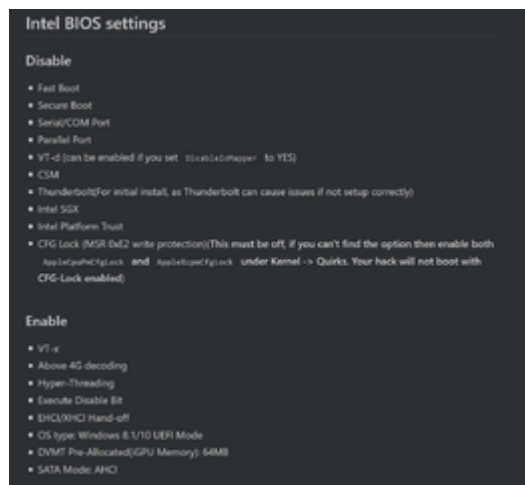 Intel BIOS settings
Disable
• Fast Boot
• Secure Boot
• Serial/COM Port
• Parallel Port
• VT-d (can be enabled if you set DisableIoMapper to YES)
• CSM
• Thunderbolt(For initial install, as Thunderbolt can cause issues if not setup correctly)
• Intel SGX
• Intel Platform Trust
• CFG Lock (MSR 0xE2 write protection)(This must be off, if you can't find the option then enable both
AppleCpuPmCfgLock and AppleXcpmCfgLock under Kernel -> Quirks. Your hack will not boot with
CFG-Lock enabled)
Enable
• VT-x
• Above 4G decoding
• Hyper-Threading
• Execute Disable Bit
• EHCI/XHCI Hand-off
• OS type: Windows 8.1/10 UEFI Mode
• DVMT Pre-Allocated(iGPU Memory): 64MB
• SATA Mode: AHCI